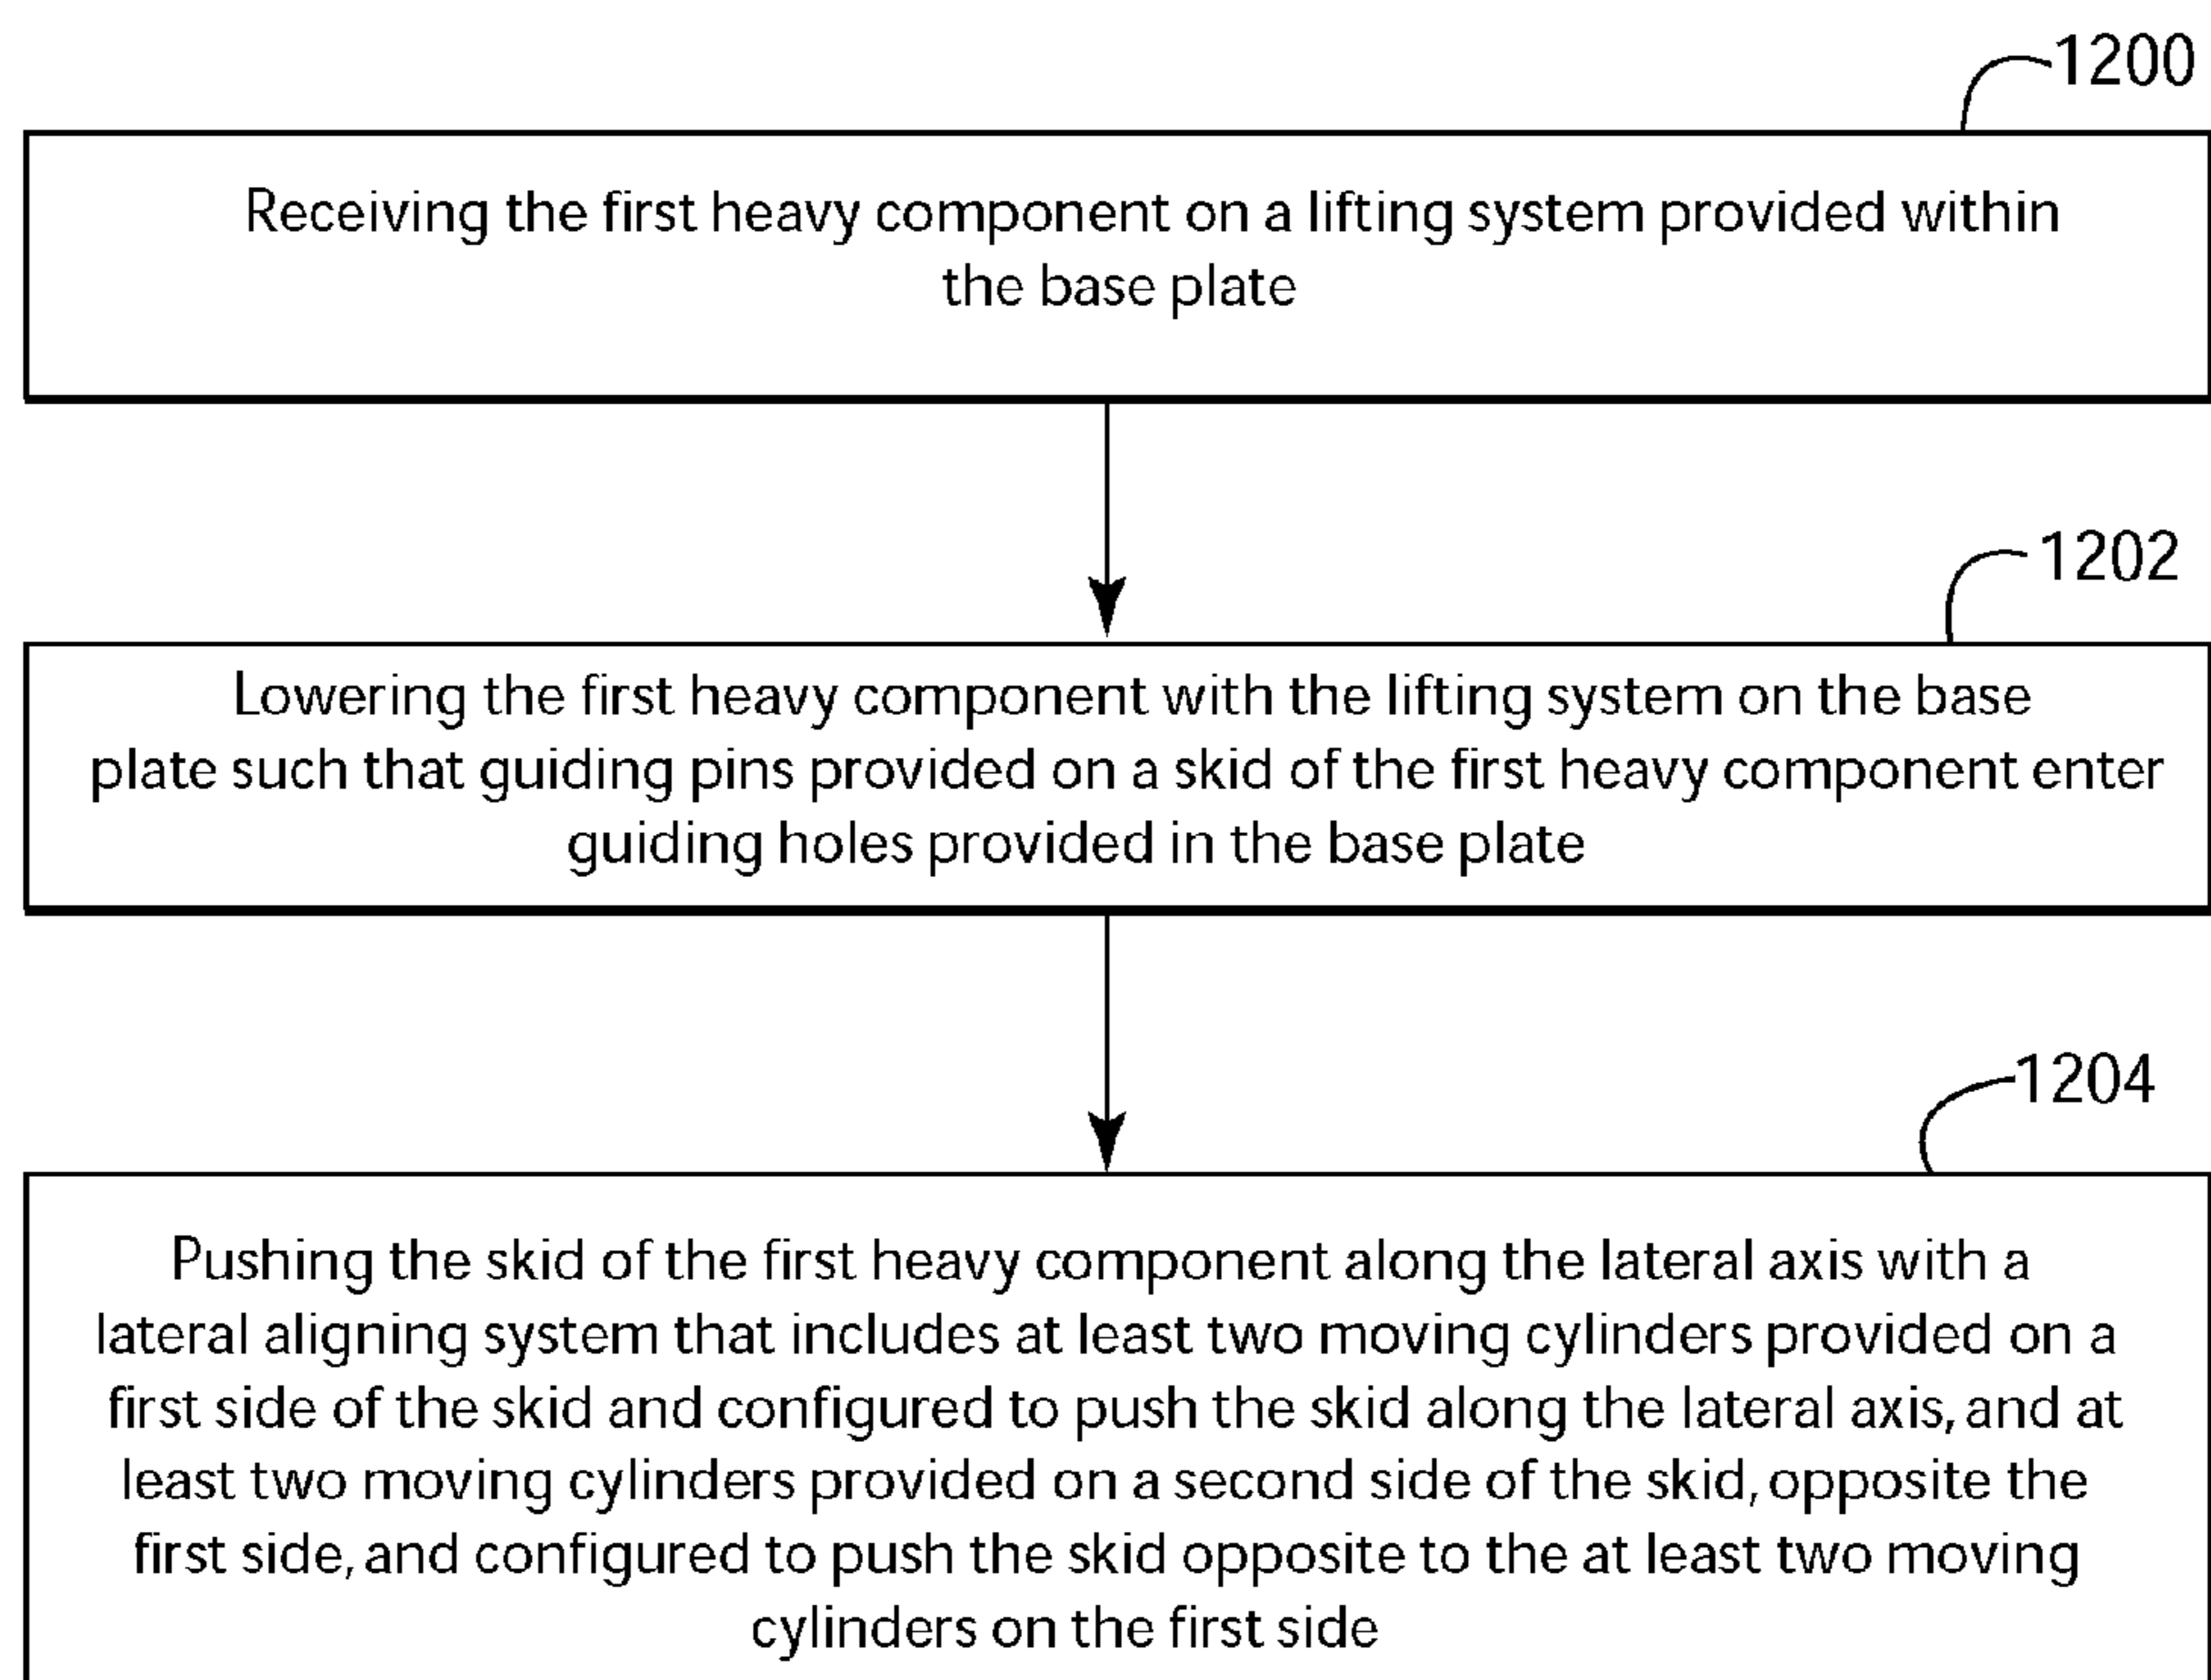 1200
Receiving the first heavy component on a lifting system provided within
the base plate
1202
Lowering the first heavy component with the lifting system on the base
plate such that guiding pins provided on a skid of the first heavy component enter
guiding holes provided in the base plate
1204
Pushing the skid of the first heavy component along the lateral axis with a
lateral aligning system that includes at least two moving cylinders provided on a
first side of the skid and configured to push the skid along the lateral axis, and at
least two moving cylinders provided on a second side of the skid, opposite the
first side, and configured to push the skid opposite to the at least two moving
cylinders on the first side